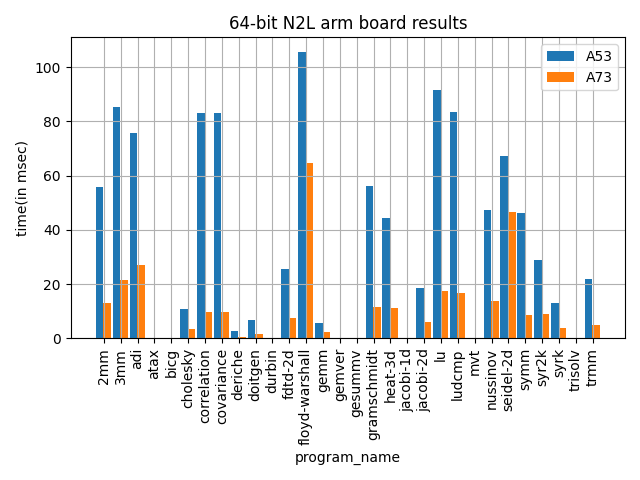 64-bit N2L arm board results
A53
A73
time(in msec)
100
80
60
40
20
0
2mm
3mm
adi
atax
bicg
cholesky
correlation
covariance
deriche
doitgen
durbin
fdtd-2d
floyd-warshall
gemm
gemver
gesummv
gramschmidt
heat-3d
jacobi-1d
jacobi-2d
lu
ludcmp
mvt
nussinov
seidel-2d
symm
syr2k
syrk
trisolv
trmm
program_name